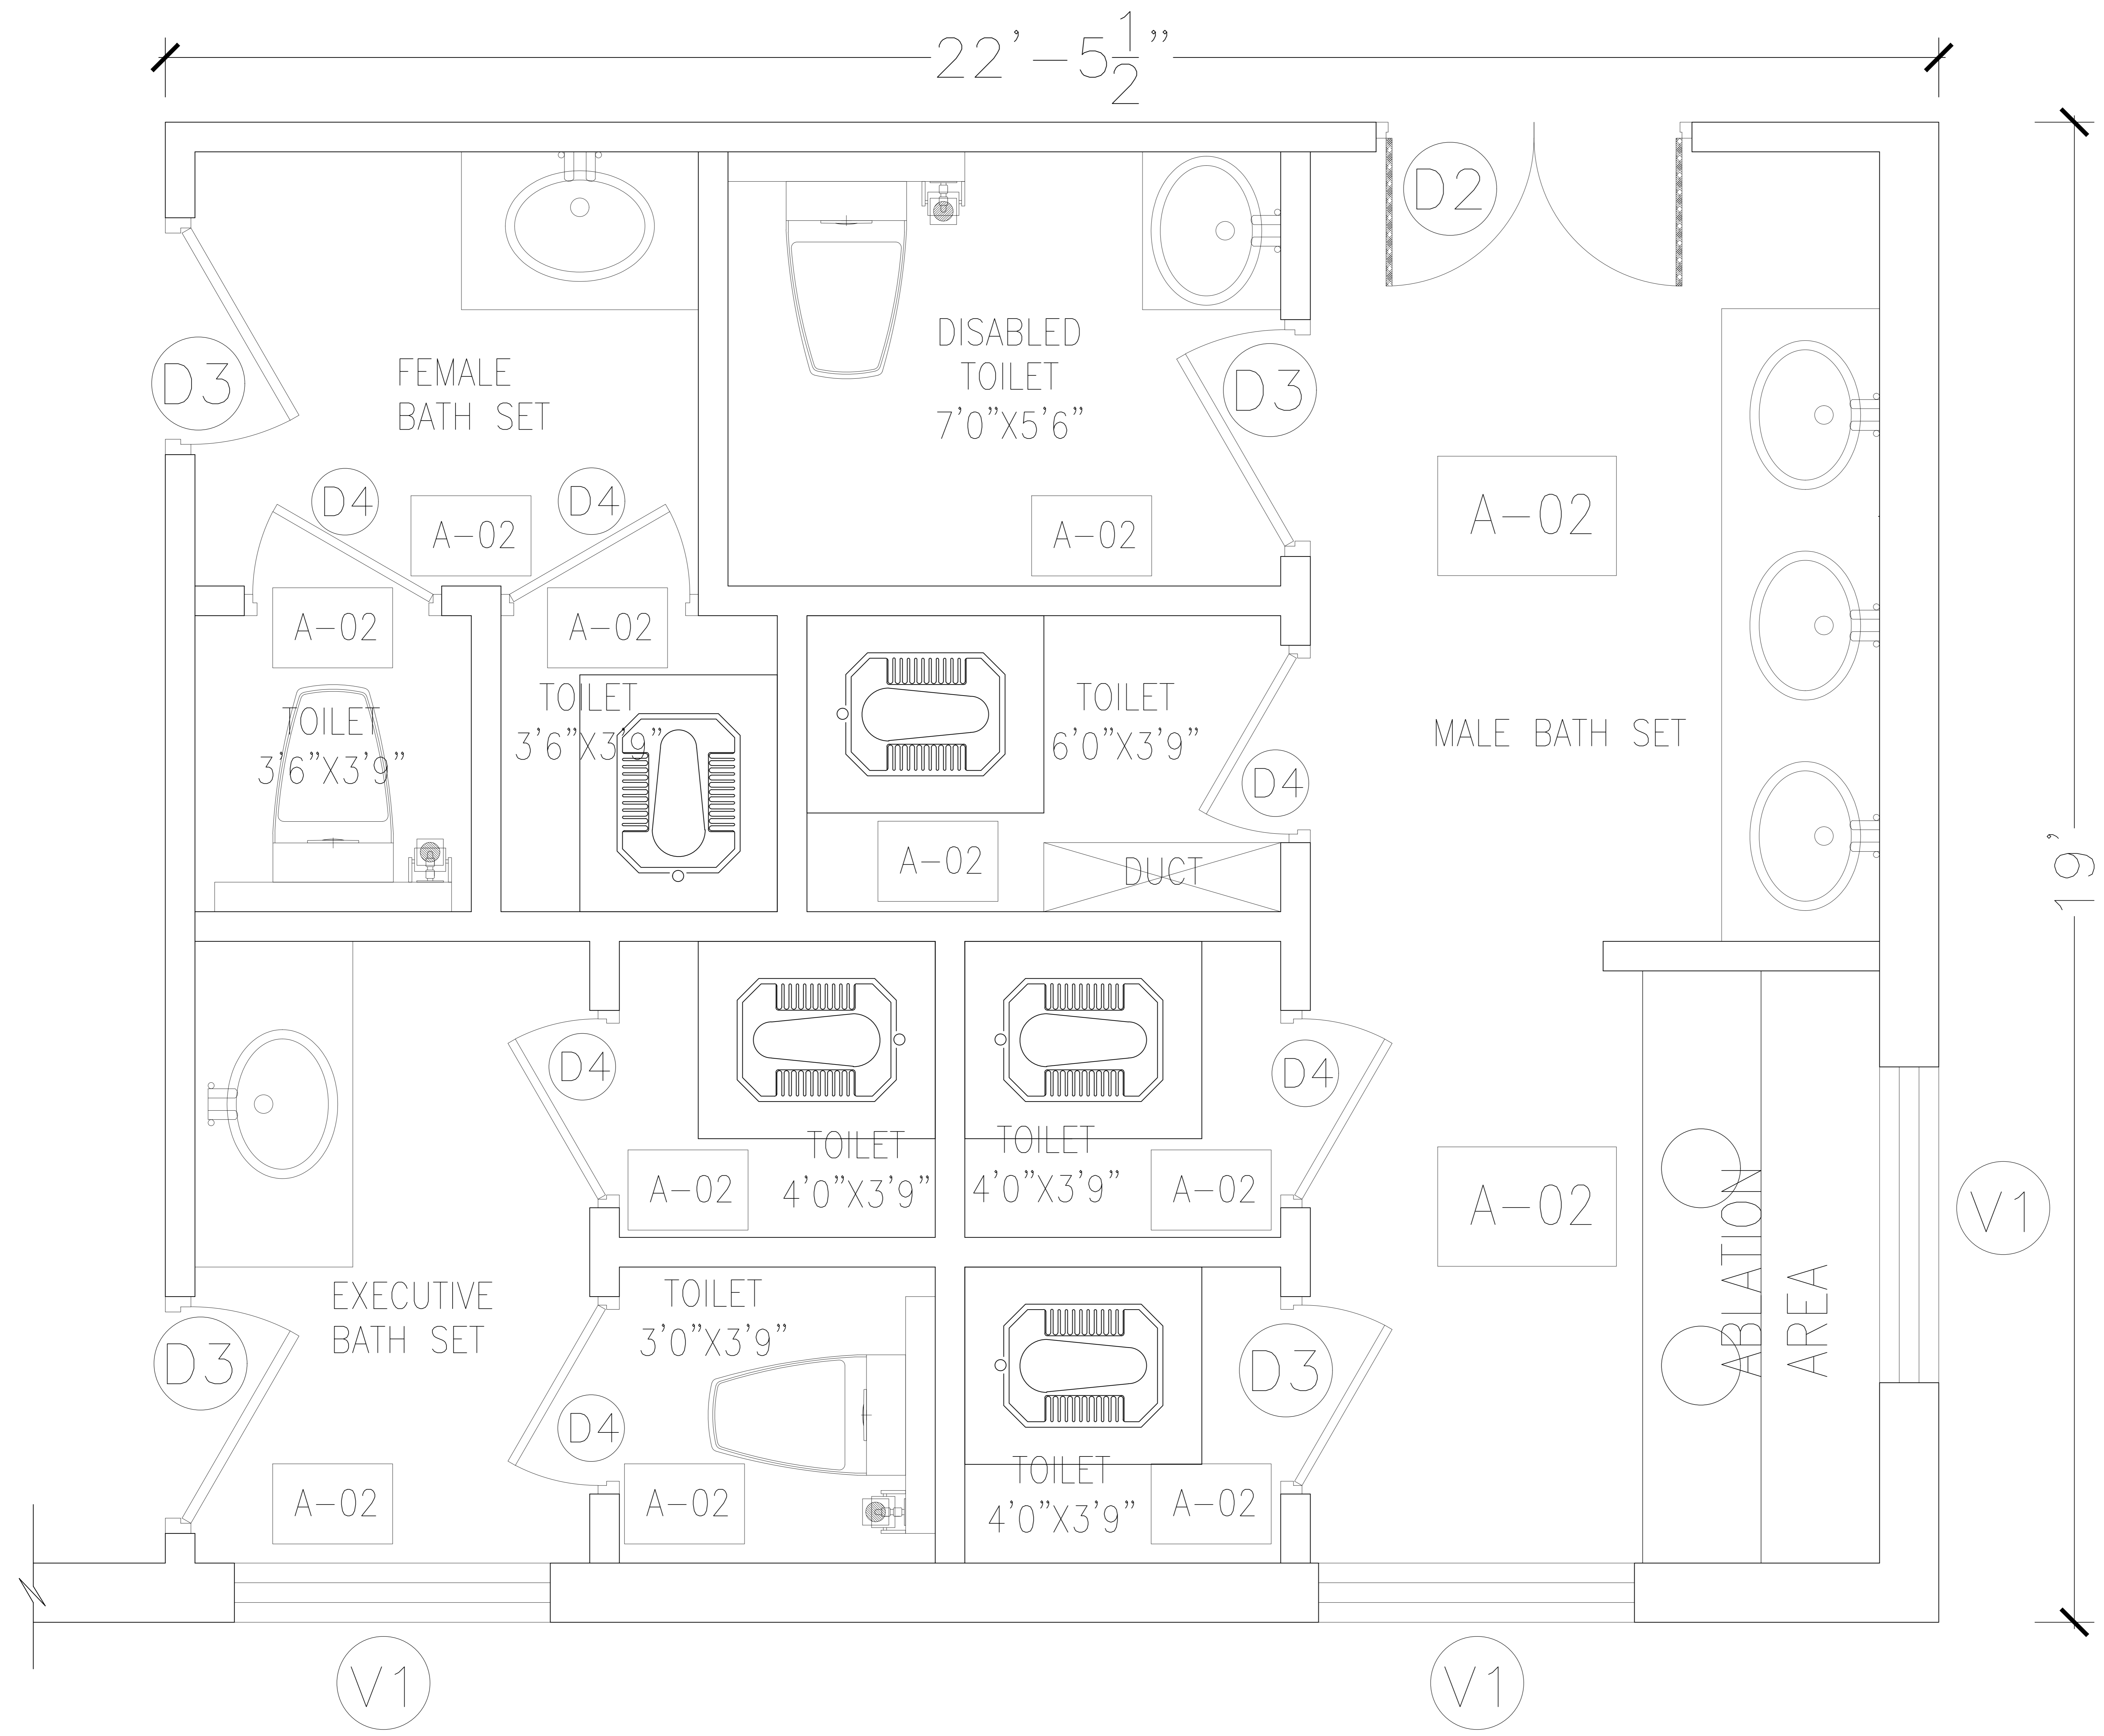 22'-5 1/2"
D2
D3
FEMALE
BATH SET
DISABLED
TOILET
7'0"X5'6"
D3
D4
A-02
D4
A-02
A-02
A-02
A-02
TOILET
3'6"X3'9"
TOILET
3'6"X3'9"
TOILET
6'0"X3'9"
D4
MALE BATH SET
A-02
DUCT
19'
D4
D4
TOILET
4'0"X3'9"
TOILET
4'0"X3'9"
A-02
A-02
A-02
ABLATION
AREA
V1
EXECUTIVE
BATH SET
TOILET
3'0"X3'9"
D3
D3
D4
TOILET
4'0"X3'9"
A-02
A-02
A-02
V1
V1